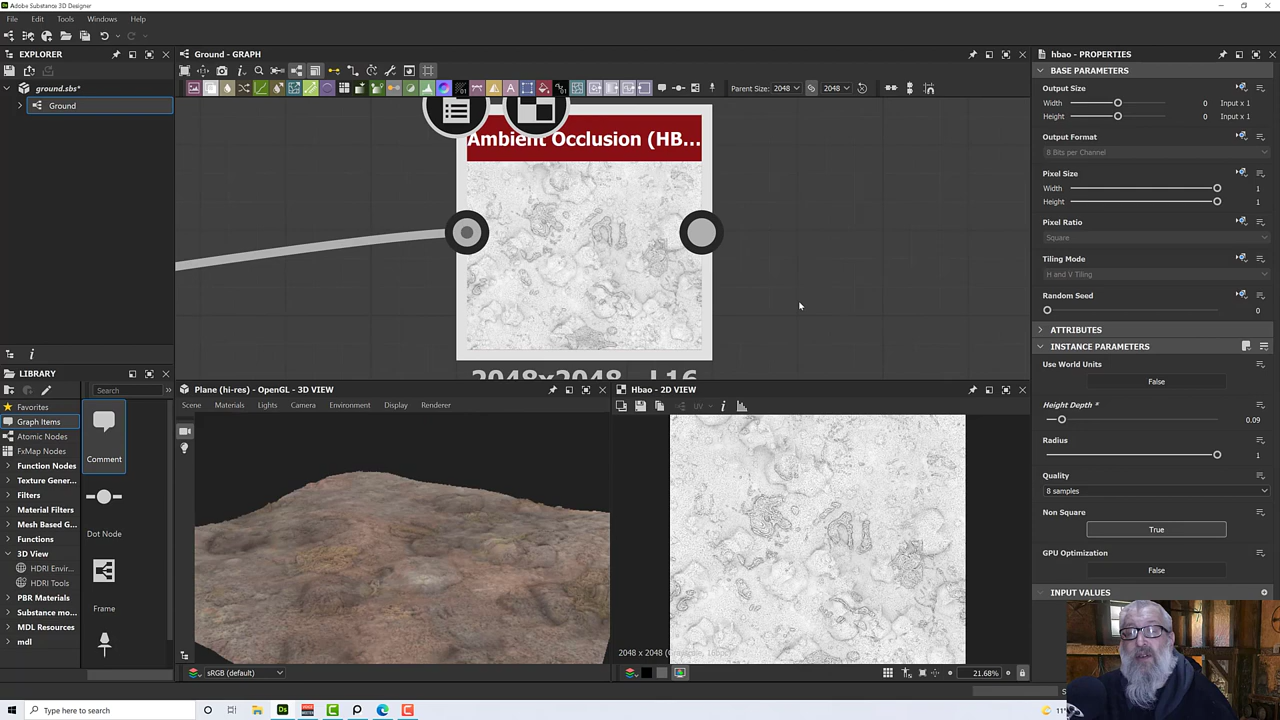 Adobe Substance 3D Designer
File Edit Tools Windows Help
EXPLORER
ground.sbs*
Ground
Ground - GRAPH
Parent Size: 2048 2048
Ambient Occlusion (HB...
2048x2048 - L16
LIBRARY
Search
Favorites
Graph Items
Atomic Nodes
FxMap Nodes
Function Nodes
Texture Gener...
Filters
Material Filters
Mesh Based G...
Functions
3D View
HDRI Envir...
HDRI Tools
PBR Materials
Substance mo...
MDL Resources
mdl
Comment
Dot Node
Frame
Here
Plane (hi-res) - OpenGL - 3D VIEW
Scene Materials Lights Camera Environment Display Renderer
sRGB (default)
Hbao - 2D VIEW
UV
21.68%
hbao - PROPERTIES
BASE PARAMETERS
Output Size
Width 0 Input x 1
Height 0 Input x 1
Output Format
8 Bits per Channel
Pixel Size
Width 1
Height 1
Pixel Ratio
Square
Tiling Mode
H and V Tiling
Random Seed
0
ATTRIBUTES
INSTANCE PARAMETERS
Use World Units
False
Height Depth *
0.09
Radius
1
Quality
8 samples
Non Square
True
GPU Optimization
False
INPUT VALUES
Type here to search